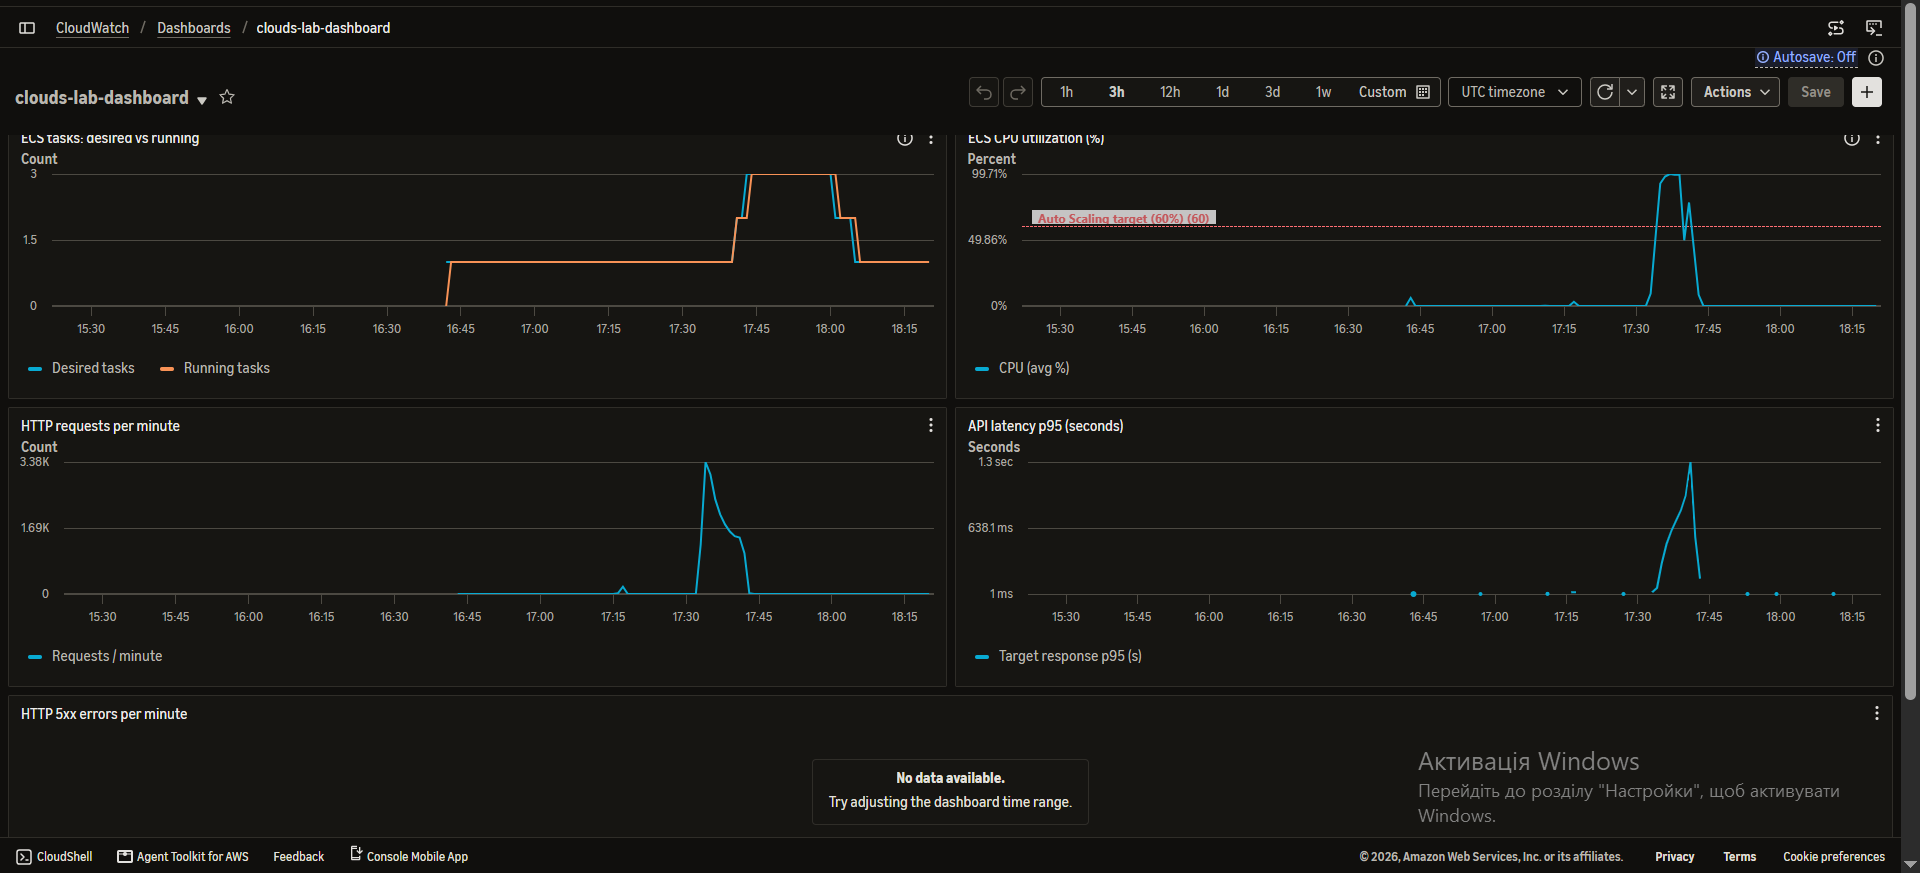 CloudWatch / Dashboards / clouds-lab-dashboard
Autosave: Off
clouds-lab-dashboard
1h 3h 12h 1d 3d 1w Custom UTC timezone Actions Save
ECS tasks: desired vs running
Count
3
1.5
0
15:30 15:45 16:00 16:15 16:30 16:45 17:00 17:15 17:30 17:45 18:00 18:15
Desired tasks Running tasks
ECS CPU utilization (%)
Percent
99.71%
Auto Scaling target (60%) (60)
49.86%
0%
15:30 15:45 16:00 16:15 16:30 16:45 17:00 17:15 17:30 17:45 18:00 18:15
CPU (avg %)
HTTP requests per minute
Count
3.38K
1.69K
0
15:30 15:45 16:00 16:15 16:30 16:45 17:00 17:15 17:30 17:45 18:00 18:15
Requests / minute
API latency p95 (seconds)
Seconds
1.3 sec
638.1 ms
1 ms
15:30 15:45 16:00 16:15 16:30 16:45 17:00 17:15 17:30 17:45 18:00 18:15
Target response p95 (s)
HTTP 5xx errors per minute
No data available.
Try adjusting the dashboard time range.
Активація Windows
Перейдіть до розділу "Настройки", щоб активувати
Windows.
CloudShell Agent Toolkit for AWS Feedback Console Mobile App © 2026, Amazon Web Services, Inc. or its affiliates. Privacy Terms Cookie preferences